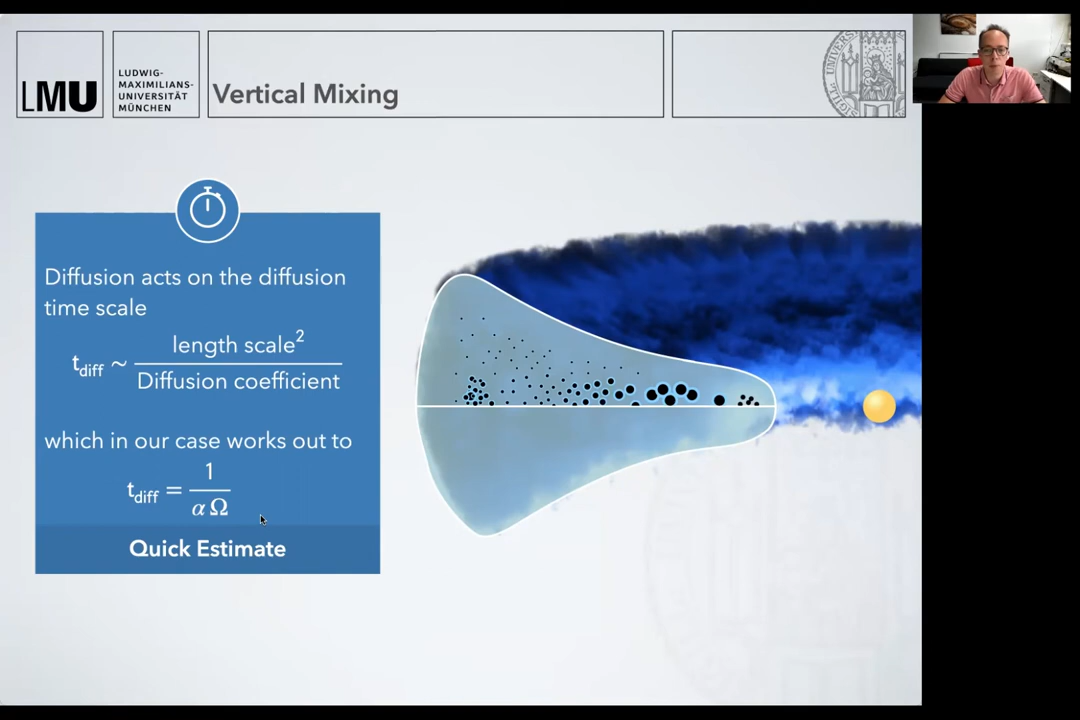 LMU
LUDWIG-
MAXIMILIANS-
UNIVERSITÄT
MÜNCHEN
Vertical Mixing
Diffusion acts on the diffusion
time scale
t_diff ~ length scale² / Diffusion coefficient
which in our case works out to
t_diff = 1 / α Ω
Quick Estimate